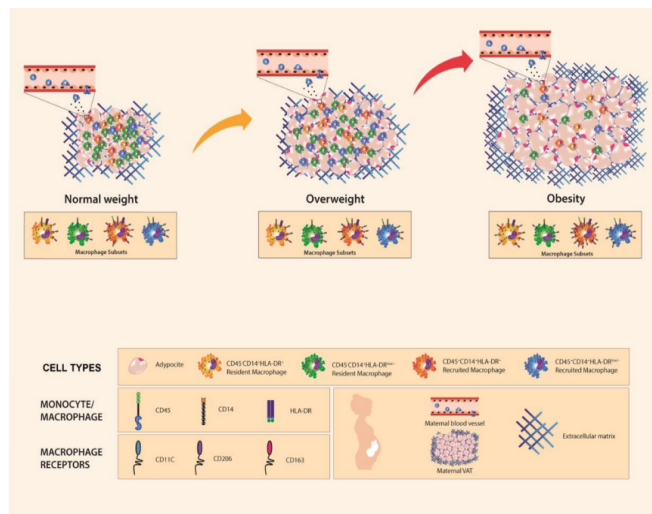 Normal weight
Overweight
Obesity
Macrophage Subsets
Macrophage Subsets
Macrophage Subsets
CELL TYPES
Adypocite
CD45⁻CD14⁺HLA-DR⁺
Resident Macrophage
CD45⁻CD14⁺HLA-DRˡᵒʷ/⁻
Resident Macrophage
CD45⁺CD14⁺HLA-DR⁺
Recruited Macrophage
CD45⁺CD14⁺HLA-DRˡᵒʷ/⁻
Recruited Macrophage
MONOCYTE/
MACROPHAGE
CD45
CD14
HLA-DR
MACROPHAGE
RECEPTORS
CD11C
CD206
CD163
Maternal blood vessel
Maternal VAT
Extracellular matrix